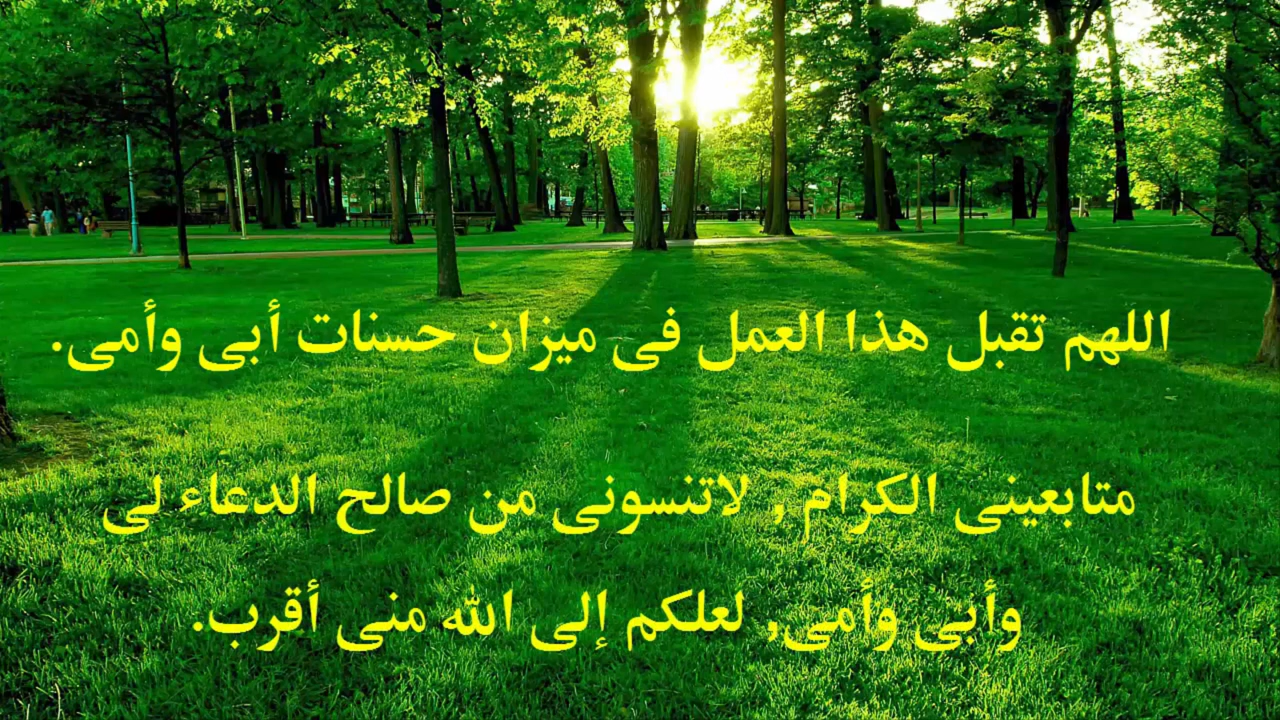 اللهم تقبل هذا العمل فى ميزان حسنات أبى وأمى.
متابعينى الكرام , لاتنسونى من صالح الدعاء لى
وأبى وأمى, لعلكم إلى الله منى أقرب.